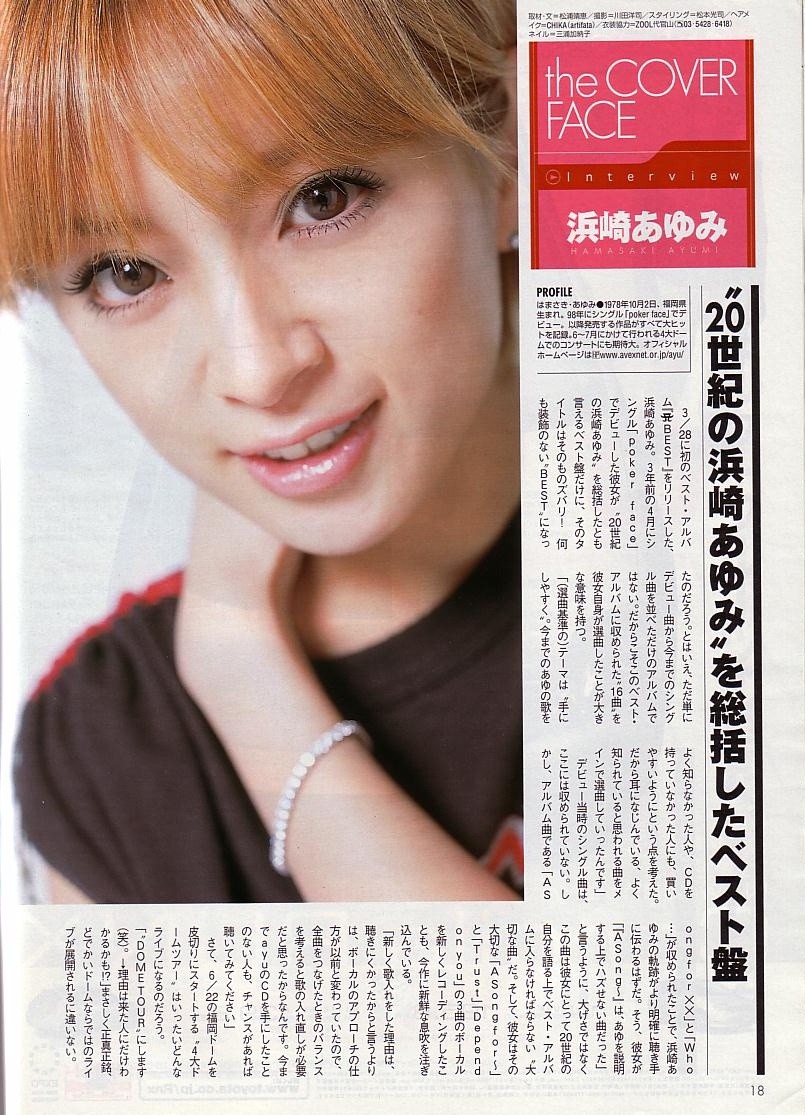 取材・文=松浦靖恵/撮影=川田洋司/スタイリング=松本光司/ヘアメ
イク=CHIKA(artifata)/衣装協力=ZOOL代官山(☎03・5428・6418)
ネイル=三浦加納子
the COVER
FACE
Interview
浜崎あゆみ
HAMASAKI AYUMI
PROFILE
はまさき・あゆみ●1978年10月2日、福岡県
生まれ。98年にシングル「poker face」でデ
ビュー。以降発売する作品がすべて大ヒッ
トを記録。6〜7月にかけて行われる4大ド
ームでのコンサートにも期待大。オフィシャル
ホームページはHPwww.avexnet.or.jp/ayu/
〝20世紀の浜崎あゆみ〟を総括したベスト盤
3/28に初のベスト・アルバ
ム『A BEST』をリリースした、
浜崎あゆみ。3年前の4月にシ
ングル「poker face」
でデビューした彼女が〝20世紀
の浜崎あゆみ〟を総括したとも
言えるベスト盤だけに、そのタ
イトルはそのものズバリ! 何
も装飾のない〝BEST〟になっ
たのだろう。とはいえ、ただ単に
デビュー曲から今までのシング
ル曲を並べただけのアルバムで
はない。だからこそこのベスト・
アルバムに収められた〝16曲〟を
彼女自身が選曲したことが大き
な意味を持つ。
「(選曲基準の)テーマは〝手に
しやすく〟。今までのあゆの歌を
よく知らなかった人や、CDを
持っていなかった人にも、買い
やすいようにという点を考えた。
だから耳になじんでいる、よく
知られていると思われる曲をメ
インで選曲していったんです」
デビュー当時のシングル曲は、
ここには収められていない。し
かし、アルバム曲である「A S
ong for ××」と「Who
…」が収められたことで、浜崎あ
ゆみの軌跡がより明確に聴き手
に伝わるはずだ。そう、彼女が
「『A Song〜』は、あゆを説明
する上でハズせない曲だった」
と言うように、大げさではなく
この曲は彼女にとって20世紀の
自分を語る上でベスト・アルバ
ムに入らなければならない〝大
切な曲〟だ。そして、彼女はその
大切な「A Song for〜」
と「Trust」「Depend
on you」の3曲のボーカル
を新しくレコーディングしたこ
とも、今作に新鮮な息吹を注ぎ
込んでいる。
「新しく歌入れをした理由は、
聴きにくかったからと言うより
は、ボーカルのアプローチの仕
方が以前と変わっていたので、
全曲をつなげたときのバランス
を考えると歌の入れ直しが必要
だと思ったからなんです。今ま
でayuのCDを手にしたこと
のない人も、チャンスがあれば
聴いてみてください」
さて、6/22の福岡ドームを
皮切りにスタートする〝4大ド
ームツアー〟はいったいどんな
ライブになるのだろう。
「〝DOME TOUR〟にします
(笑)。→理由は来た人にだけわ
かるかも!?」まさしく正真正銘、
どでかいドームならではのライ
ブが展開されるに違いない。
18